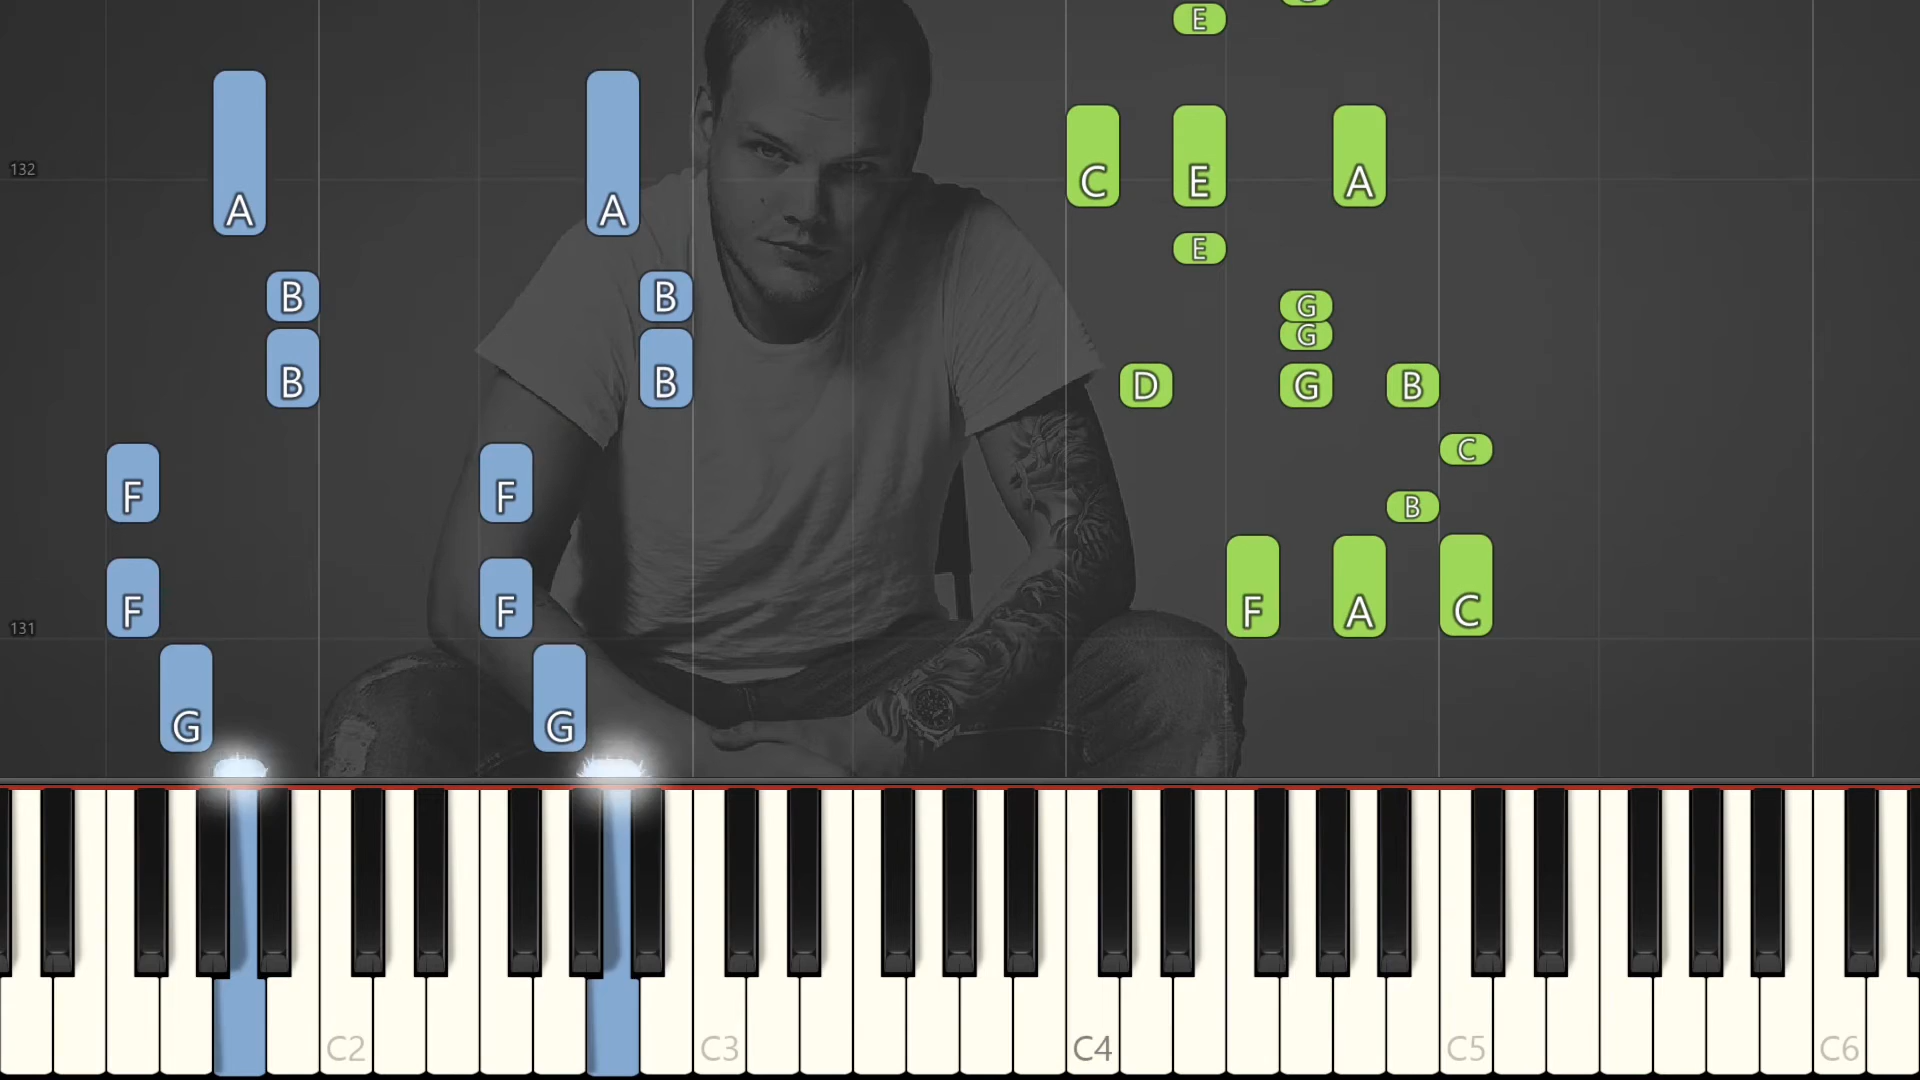 E
132
C E A
A A
E
B B
G
G
B B D G B
C
F F
B
F F F A C
131
G G
C2 C3 C4 C5 C6